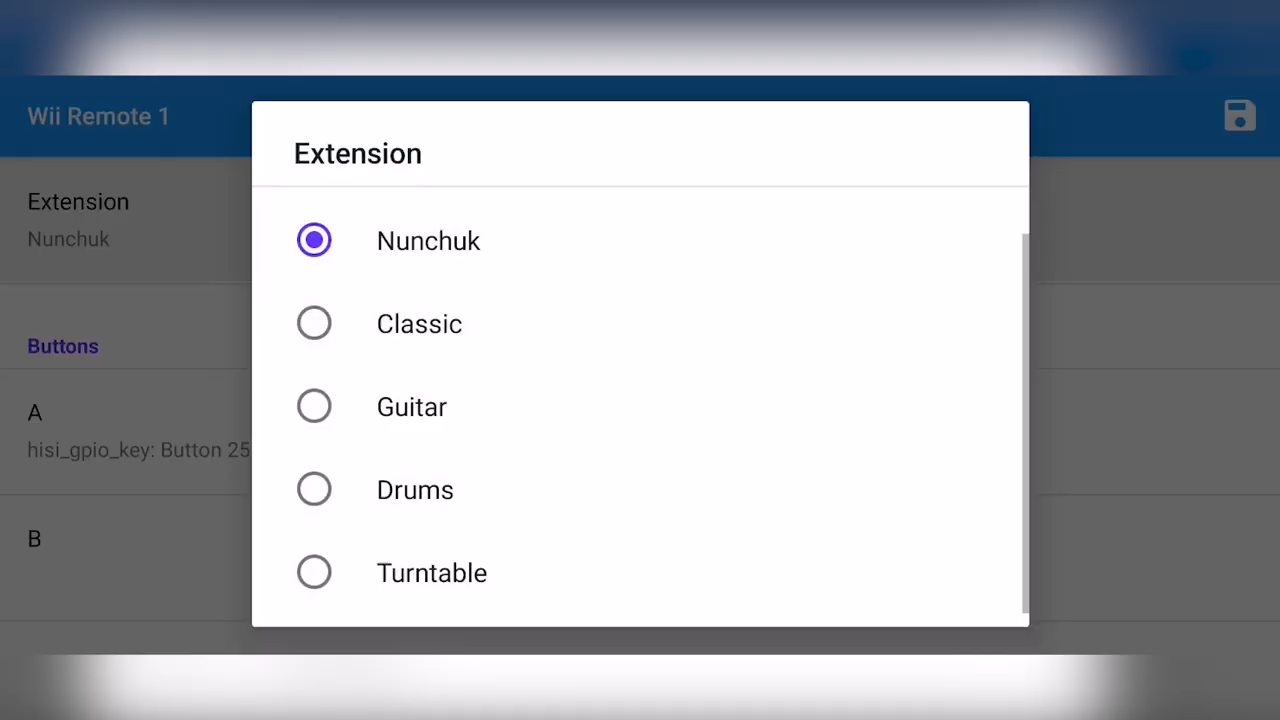 Wii Remote 1
Extension
Nunchuk
Buttons
A
hisi_gpio_key: Button 25
B
Extension
Nunchuk
Classic
Guitar
Drums
Turntable